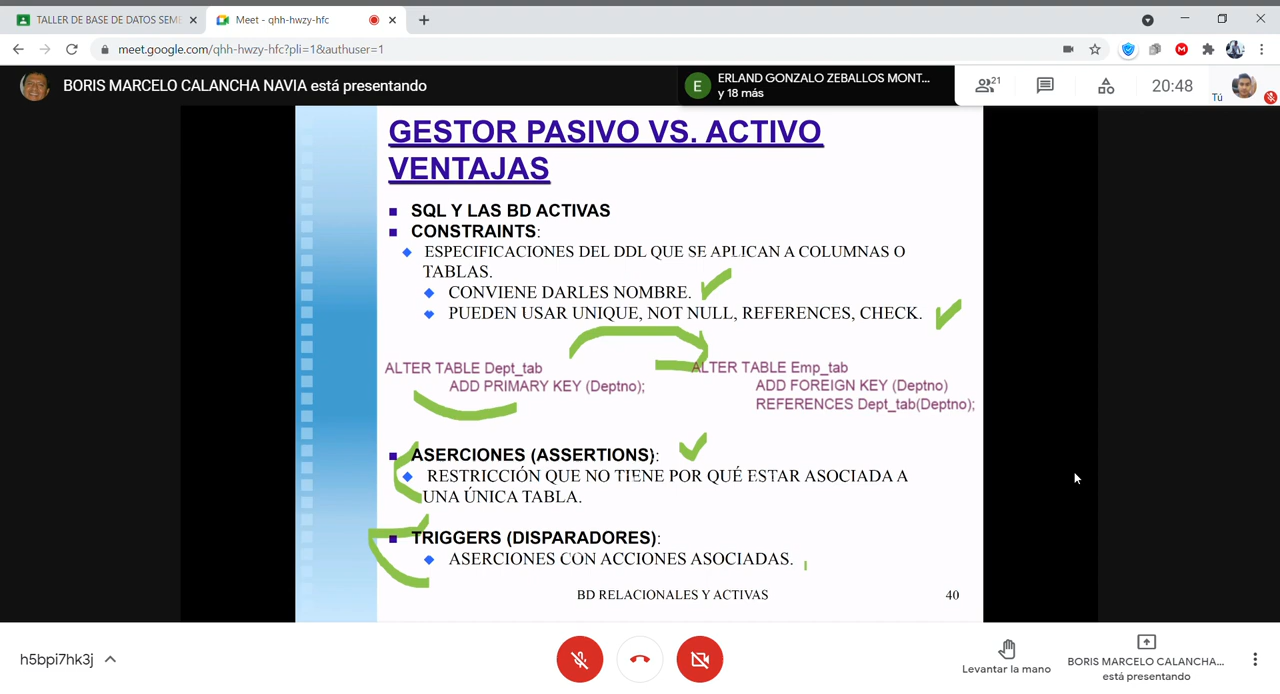 TALLER DE BASE DE DATOS SEME
Meet - qhh-hwzy-hfc
meet.google.com/qhh-hwzy-hfc?pli=1&authuser=1
BORIS MARCELO CALANCHA NAVIA está presentando
E
ERLAND GONZALO ZEBALLOS MONT...
y 18 más
21
20:48
Tú
GESTOR PASIVO VS. ACTIVO
VENTAJAS
SQL Y LAS BD ACTIVAS
CONSTRAINTS:
ESPECIFICACIONES DEL DDL QUE SE APLICAN A COLUMNAS O
TABLAS.
CONVIENE DARLES NOMBRE.
PUEDEN USAR UNIQUE, NOT NULL, REFERENCES, CHECK.
ALTER TABLE Dept_tab
ADD PRIMARY KEY (Deptno);
ALTER TABLE Emp_tab
ADD FOREIGN KEY (Deptno)
REFERENCES Dept_tab(Deptno);
ASERCIONES (ASSERTIONS):
RESTRICCIÓN QUE NO TIENE POR QUÉ ESTAR ASOCIADA A
UNA ÚNICA TABLA.
TRIGGERS (DISPARADORES):
ASERCIONES CON ACCIONES ASOCIADAS.
BD RELACIONALES Y ACTIVAS
40
h5bpi7hk3j
Levantar la mano
BORIS MARCELO CALANCHA...
está presentando